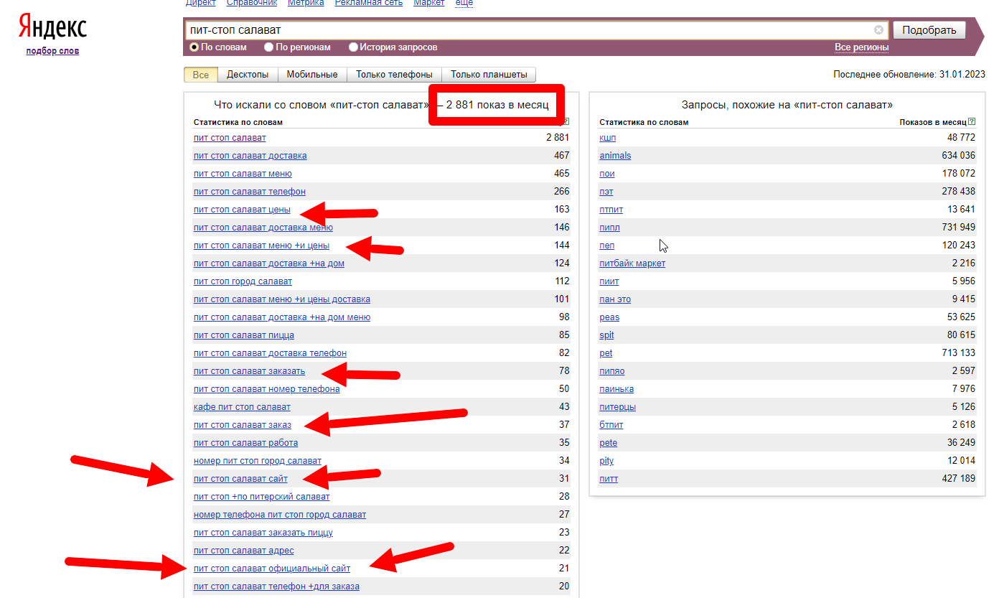 Директ Справочник Метрика Рекламная сеть Маркет ещё
Яндекс
подбор слов
пит-стоп салават
Подобрать
По словам По регионам История запросов
Все регионы
Все Десктопы Мобильные Только телефоны Только планшеты
Последнее обновление: 31.01.2023
Что искали со словом «пит-стоп салават» – 2 881 показ в месяц
Статистика по словам
пит стоп салават 2 881
пит стоп салават доставка 467
пит стоп салават меню 465
пит стоп салават телефон 266
пит стоп салават цены 163
пит стоп салават доставка меню 146
пит стоп салават меню +и цены 144
пит стоп салават доставка +на дом 124
пит стоп город салават 112
пит стоп салават меню +и цены доставка 101
пит стоп салават доставка +на дом меню 98
пит стоп салават пицца 85
пит стоп салават доставка телефон 82
пит стоп салават заказать 78
пит стоп салават номер телефона 50
кафе пит стоп салават 43
пит стоп салават заказ 37
пит стоп салават работа 35
номер пит стоп город салават 34
пит стоп салават сайт 31
пит стоп +по питерский салават 28
номер телефона пит стоп город салават 27
пит стоп салават заказать пиццу 23
пит стоп салават адрес 22
пит стоп салават официальный сайт 21
пит стоп салават телефон +для заказа 20
Запросы, похожие на «пит-стоп салават»
Статистика по словам Показов в месяц ?
кшп 48 772
animals 634 036
пои 178 072
пэт 278 438
птпит 13 641
пипл 731 949
пеп 120 243
питбайк маркет 2 216
пиит 5 956
пан это 9 415
peas 53 625
spit 80 615
pet 713 133
пипяо 2 597
паинька 7 976
питерцы 5 126
бтпит 2 618
pete 36 249
pity 12 014
питт 427 189